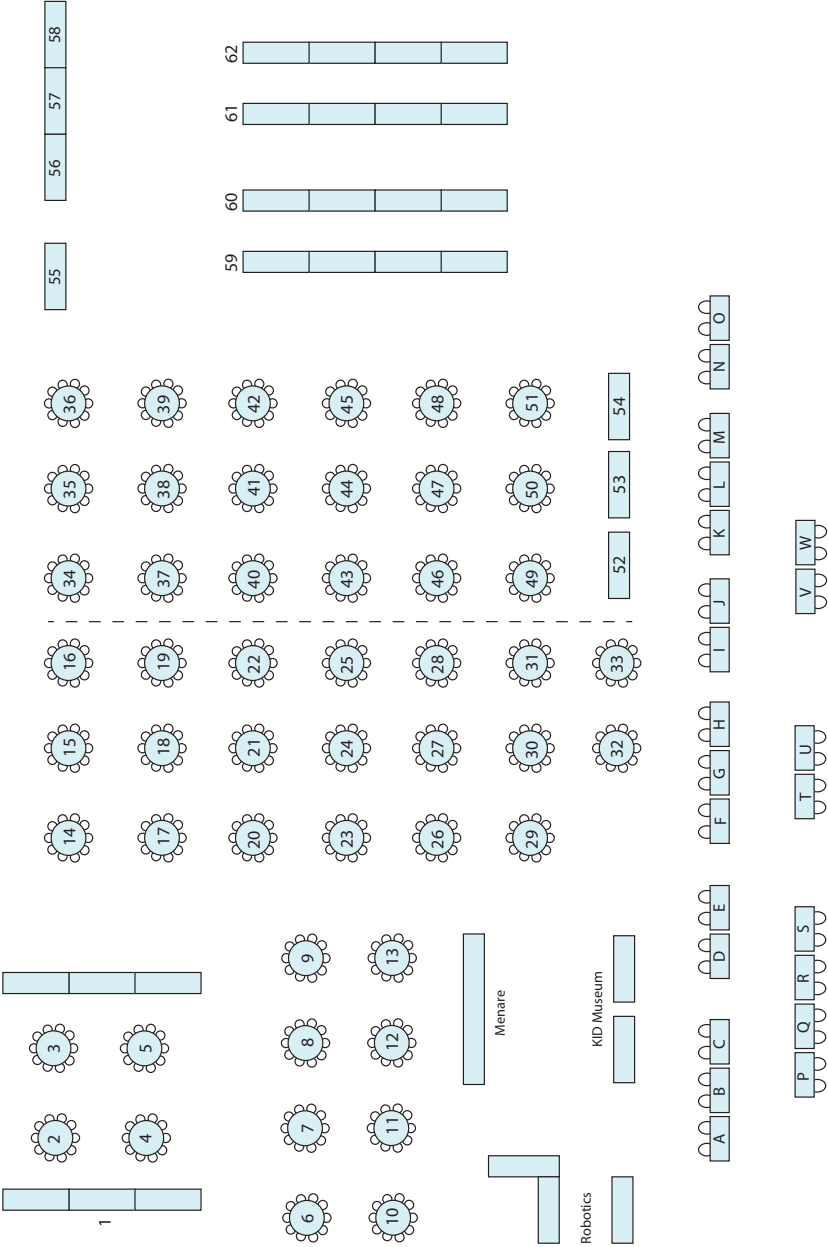 2 3 14 15 16 34 35 36 55 56 57 58
1
4 5 17 18 19 37 38 39
59 60 61 62
20 21 22 40 41 42
6 7 8 9
23 24 25 43 44 45
10 11 12 13
26 27 28 46 47 48
Menare
29 30 31 49 50 51
Robotics
KID Museum
32 33 52 53 54
A B C D E F G H I J K L M N O
P Q R S T U V W